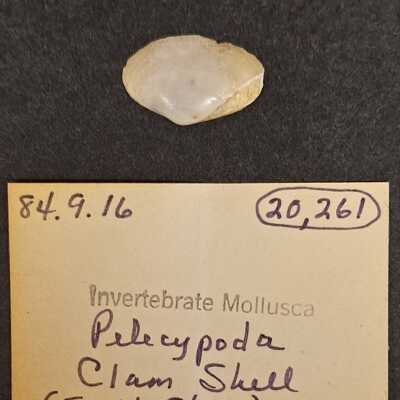 84.9.16 20,261
Invertebrate Mollusca
Pelecypoda
Clam Shell